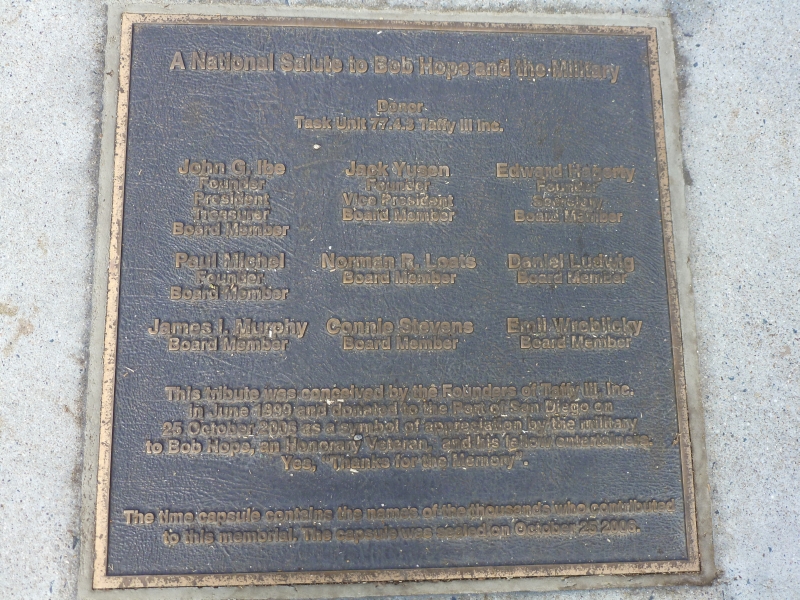 A National Salute to Bob Hope and the Military
Donor
Task Unit 77.4.3 Taffy III Inc.
John G. Ibe
Founder
President
Treasurer
Board Member
Jack Yusen
Founder
Vice President
Board Member
Edward Haferty
Founder
Secretary
Board Member
Paul Michel
Founder
Board Member
Norman R. Loats
Board Member
Daniel Ludwig
Board Member
James I. Murphy
Board Member
Connie Stevens
Board Member
Emil Wroblicky
Board Member
This tribute was conceived by the Founders of Taffy III, Inc.
in June 1999 and donated to the Port of San Diego on
25 October as a symbol of appreciation by the military
to Bob Hope, an Honorary Veteran, and his fellow entertainers.
Yes, "Thanks for the Memory".
The time capsule contains the names of the thousands who contributed
to this memorial. The capsule was sealed on October 25